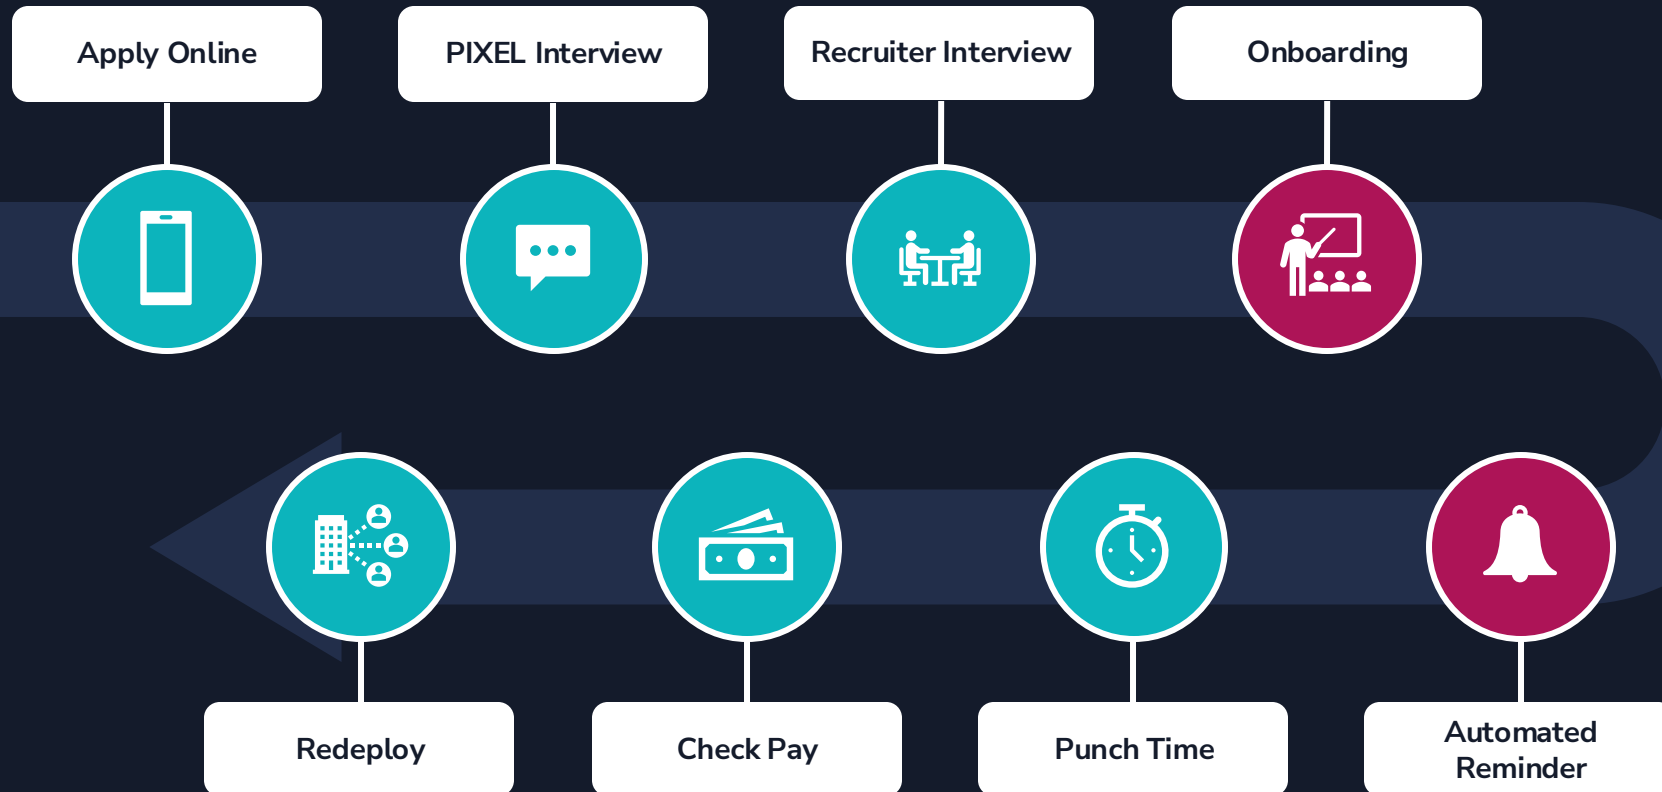 Apply Online
PIXEL Interview
Recruiter Interview
Onboarding
Redeploy
Check Pay
Punch Time
Automated
Reminder